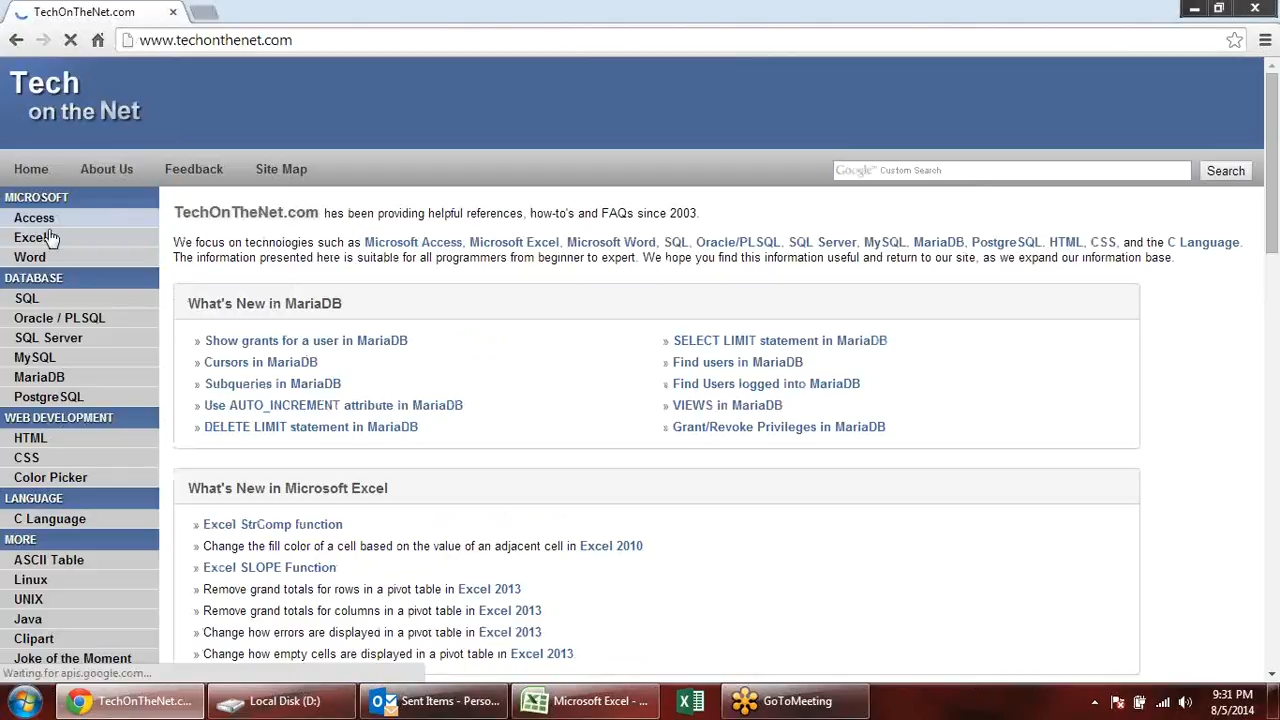 TechOnTheNet.com
www.techonthenet.com
Tech
on the Net
Home About Us Feedback Site Map
Google™ Custom Search Search
MICROSOFT
Access
Excel
Word
DATABASE
SQL
Oracle / PLSQL
SQL Server
MySQL
MariaDB
PostgreSQL
WEB DEVELOPMENT
HTML
CSS
Color Picker
LANGUAGE
C Language
MORE
ASCII Table
Linux
UNIX
Java
Clipart
Joke of the Moment
TechOnTheNet.com has been providing helpful references, how-to's and FAQs since 2003.
We focus on technologies such as Microsoft Access, Microsoft Excel, Microsoft Word, SQL, Oracle/PLSQL, SQL Server, MySQL, MariaDB, PostgreSQL, HTML, CSS, and the C Language.
The information presented here is suitable for all programmers from beginner to expert. We hope you find this information useful and return to our site, as we expand our information base.
What's New in MariaDB
» Show grants for a user in MariaDB
» Cursors in MariaDB
» Subqueries in MariaDB
» Use AUTO_INCREMENT attribute in MariaDB
» DELETE LIMIT statement in MariaDB
» SELECT LIMIT statement in MariaDB
» Find users in MariaDB
» Find Users logged into MariaDB
» VIEWS in MariaDB
» Grant/Revoke Privileges in MariaDB
What's New in Microsoft Excel
» Excel StrComp function
» Change the fill color of a cell based on the value of an adjacent cell in Excel 2010
» Excel SLOPE Function
» Remove grand totals for rows in a pivot table in Excel 2013
» Remove grand totals for columns in a pivot table in Excel 2013
» Change how errors are displayed in a pivot table in Excel 2013
» Change how empty cells are displayed in a pivot table in Excel 2013
Waiting for apis.google.com...
TechOnTheNet.c... Local Disk (D:) Sent Items - Perso... Microsoft Excel - ... GoToMeeting
9:31 PM
8/5/2014